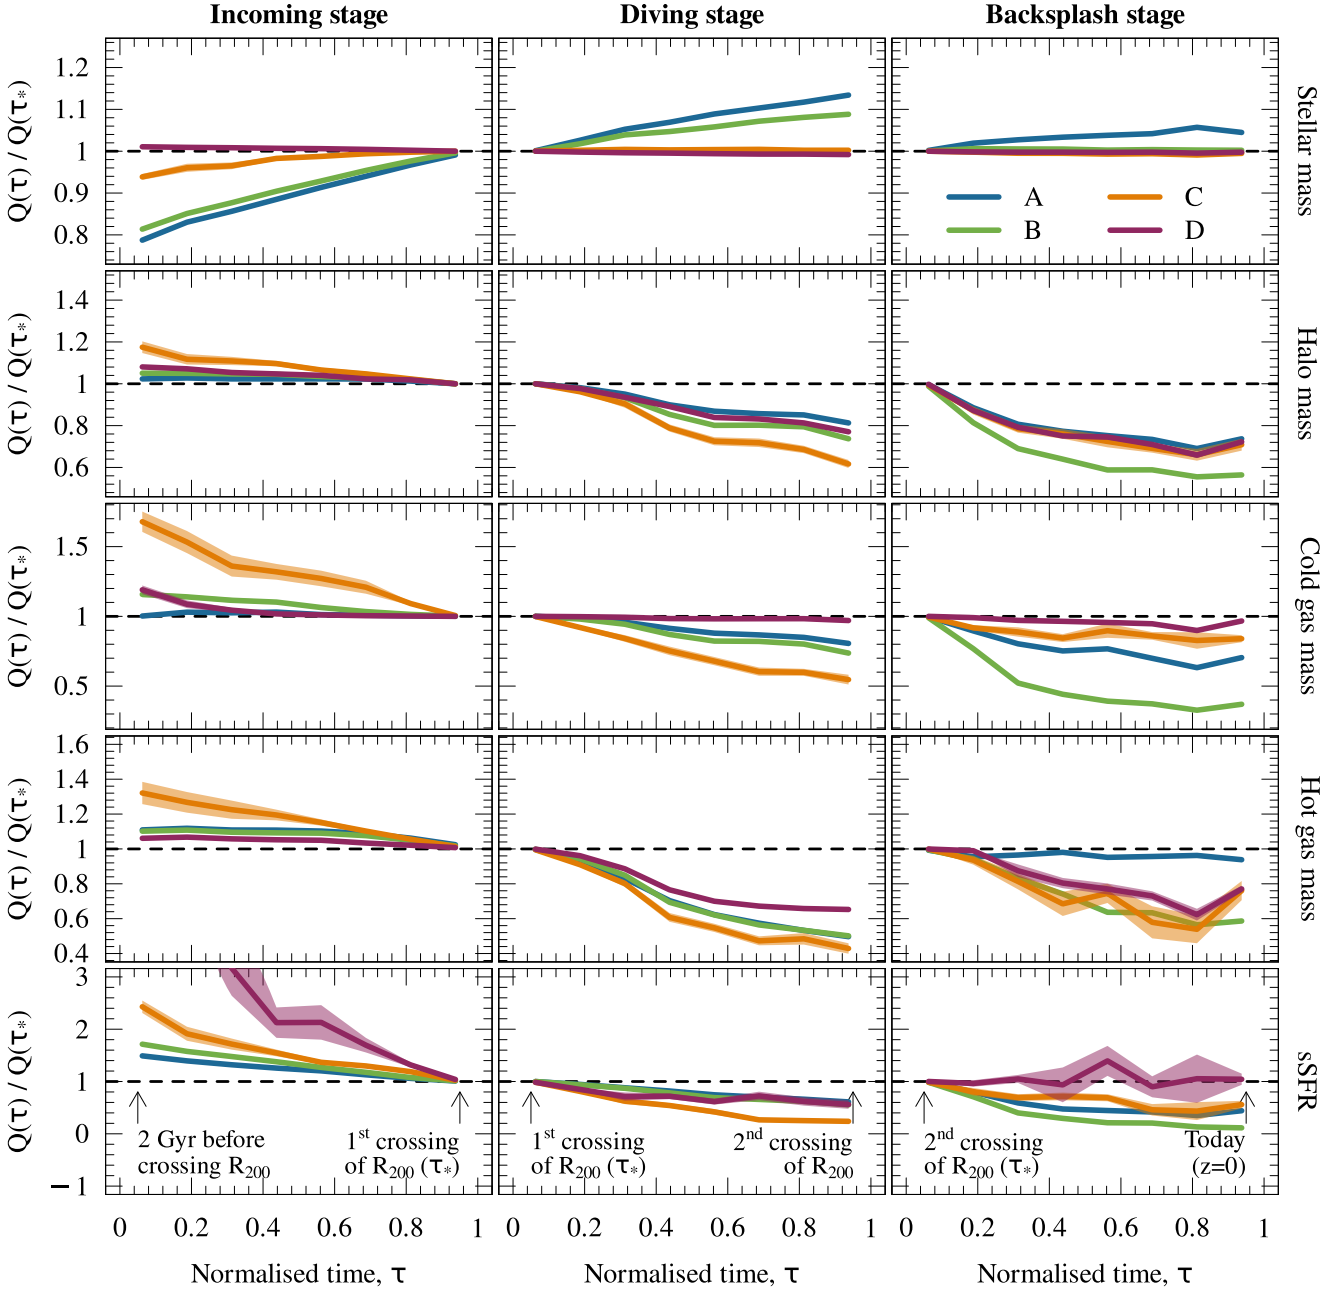 Incoming stage Diving stage Backsplash stage
Q(τ) / Q(τ*)
1.2
1.1
1
0.9
0.8
A
B
C
D
Stellar mass
Q(τ) / Q(τ*)
1.4
1.2
1
0.8
0.6
Halo mass
Q(τ) / Q(τ*)
1.5
1
0.5
Cold gas mass
Q(τ) / Q(τ*)
1.6
1.4
1.2
1
0.8
0.6
0.4
Hot gas mass
Q(τ) / Q(τ*)
3
2
1
0
−1
2 Gyr before
crossing R200
1st crossing
of R200 (τ*)
1st crossing
of R200 (τ*)
2nd crossing
of R200
2nd crossing
of R200 (τ*)
Today
(z=0)
sSFR
0 0.2 0.4 0.6 0.8 1 0 0.2 0.4 0.6 0.8 1 0 0.2 0.4 0.6 0.8 1
Normalised time, τ Normalised time, τ Normalised time, τ